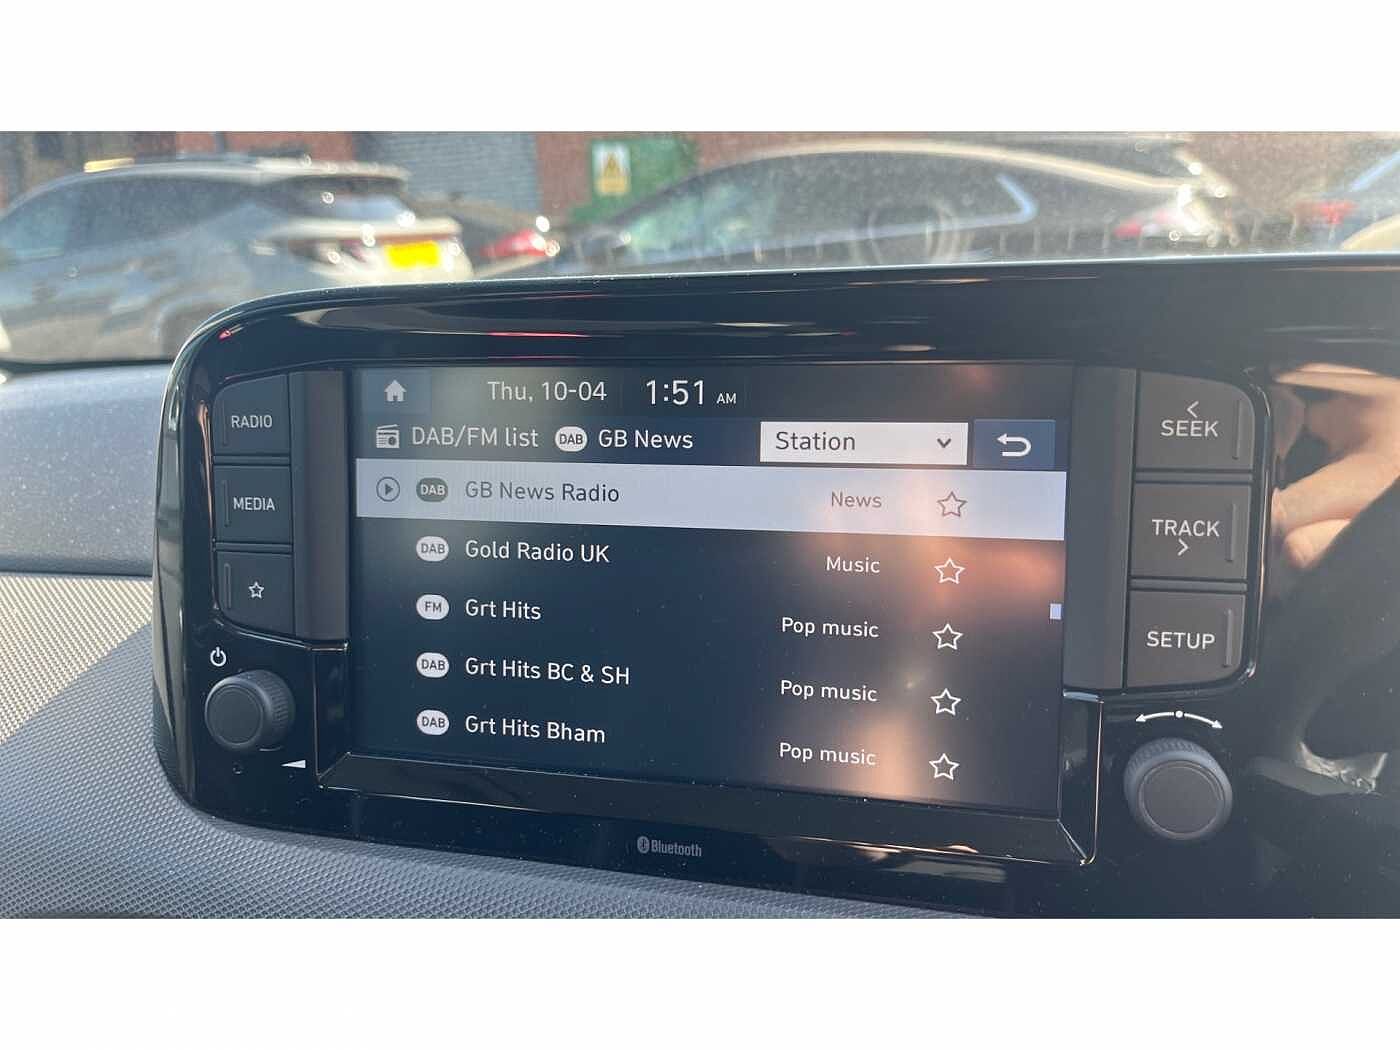 Thu, 10-04 1:51 AM
DAB/FM list DAB GB News Station
DAB GB News Radio News
DAB Gold Radio UK Music
FM Grt Hits Pop music
DAB Grt Hits BC & SH Pop music
DAB Grt Hits Bham Pop music
RADIO
MEDIA
SEEK
TRACK
SETUP
Bluetooth